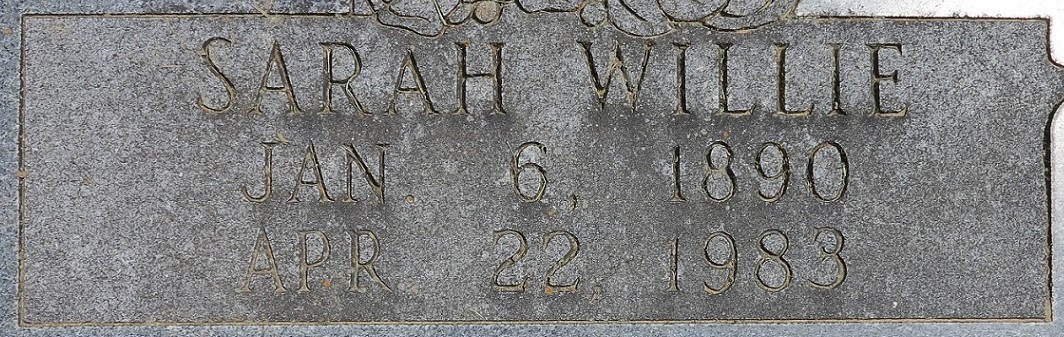 SARAH WILLIE
JAN. 6, 1890
APR. 22, 1983